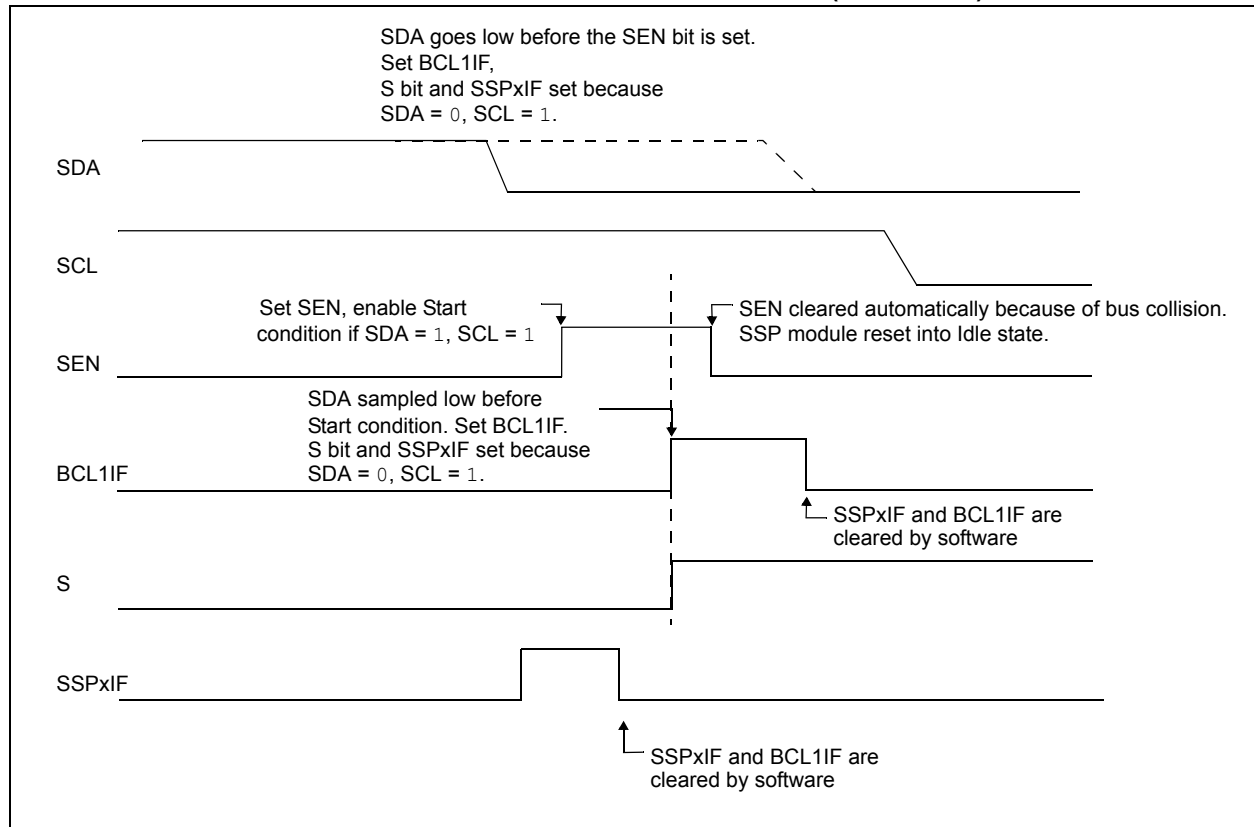 SDA goes low before the SEN bit is set.
Set BCL1IF,
S bit and SSPxIF set because
SDA = 0, SCL = 1.
SDA
SCL
Set SEN, enable Start
condition if SDA = 1, SCL = 1
SEN cleared automatically because of bus collision.
SSP module reset into Idle state.
SEN
SDA sampled low before
Start condition. Set BCL1IF.
S bit and SSPxIF set because
SDA = 0, SCL = 1.
BCL1IF
SSPxIF and BCL1IF are
cleared by software
S
SSPxIF
SSPxIF and BCL1IF are
cleared by software